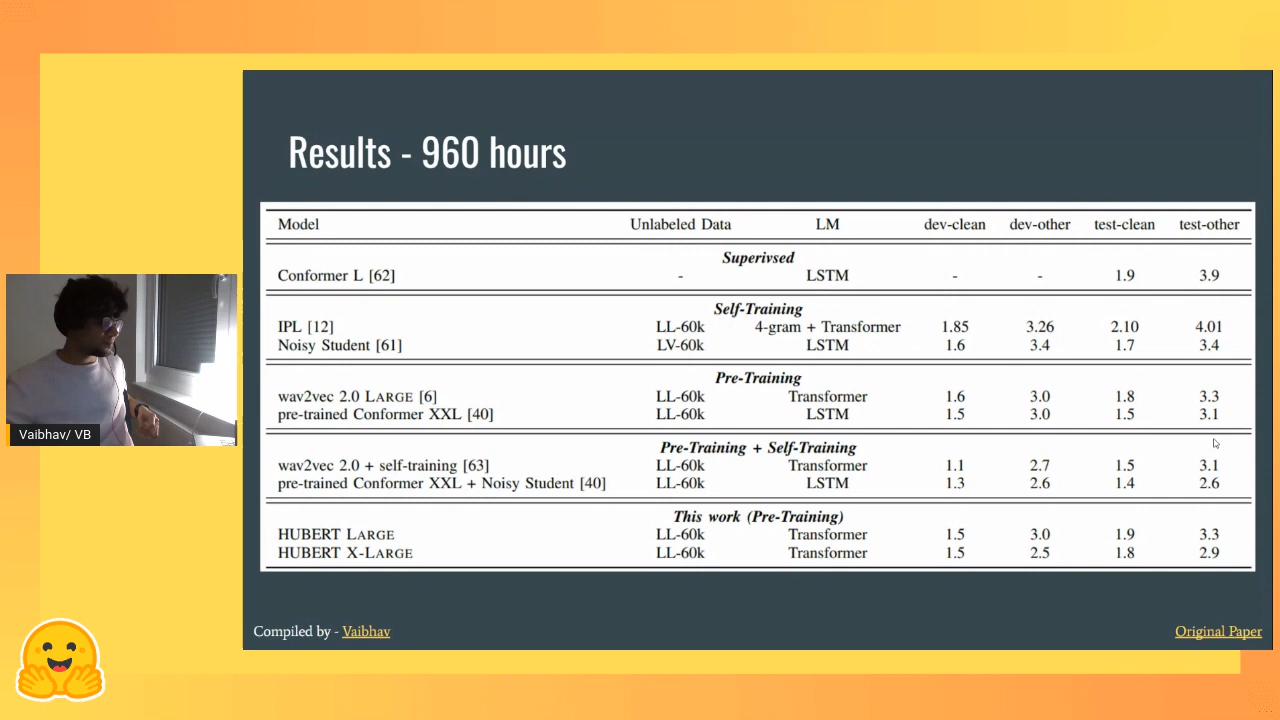 Results - 960 hours
Model Unlabeled Data LM dev-clean dev-other test-clean test-other
Superivsed
Conformer L [62] - LSTM - - 1.9 3.9
Self-Training
IPL [12] LL-60k 4-gram + Transformer 1.85 3.26 2.10 4.01
Noisy Student [61] LV-60k LSTM 1.6 3.4 1.7 3.4
Pre-Training
wav2vec 2.0 LARGE [6] LL-60k Transformer 1.6 3.0 1.8 3.3
pre-trained Conformer XXL [40] LL-60k LSTM 1.5 3.0 1.5 3.1
Pre-Training + Self-Training
wav2vec 2.0 + self-training [63] LL-60k Transformer 1.1 2.7 1.5 3.1
pre-trained Conformer XXL + Noisy Student [40] LL-60k LSTM 1.3 2.6 1.4 2.6
This work (Pre-Training)
HUBERT LARGE LL-60k Transformer 1.5 3.0 1.9 3.3
HUBERT X-LARGE LL-60k Transformer 1.5 2.5 1.8 2.9
Vaibhav/ VB
Compiled by - Vaibhav
Original Paper